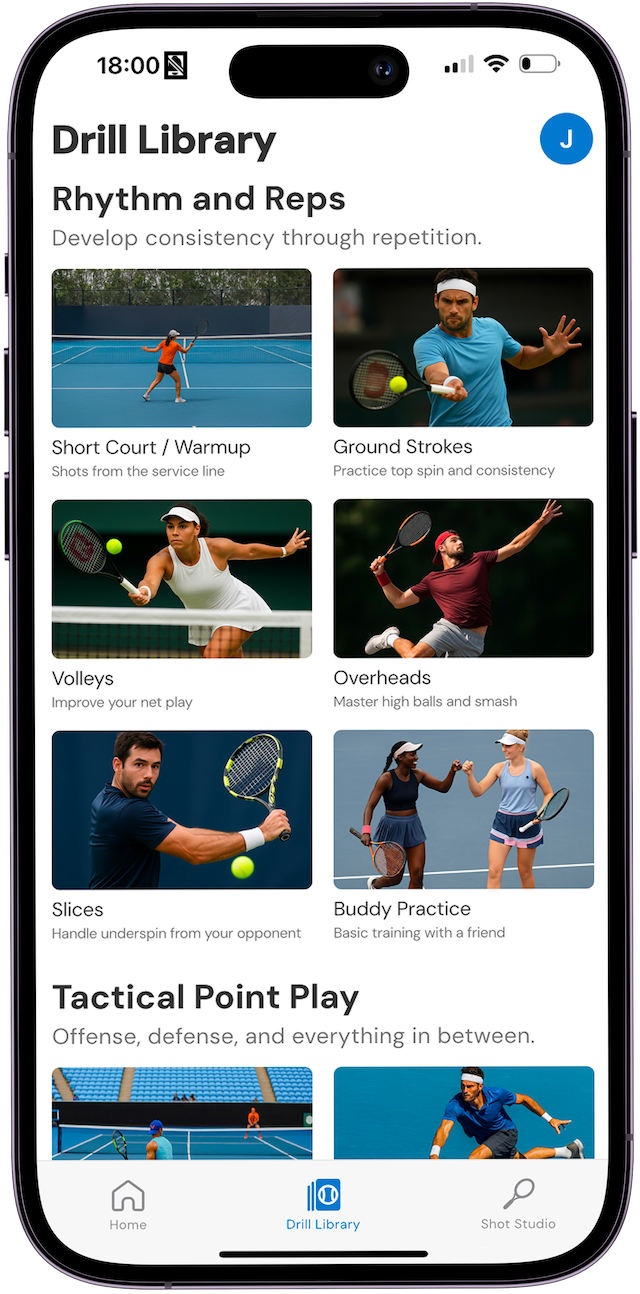 18:00
Drill Library
J
Rhythm and Reps
Develop consistency through repetition.
Short Court / Warmup
Shots from the service line
Ground Strokes
Practice top spin and consistency
Volleys
Improve your net play
Overheads
Master high balls and smash
Slices
Handle underspin from your opponent
Buddy Practice
Basic training with a friend
Tactical Point Play
Offense, defense, and everything in between.
Home
Drill Library
Shot Studio